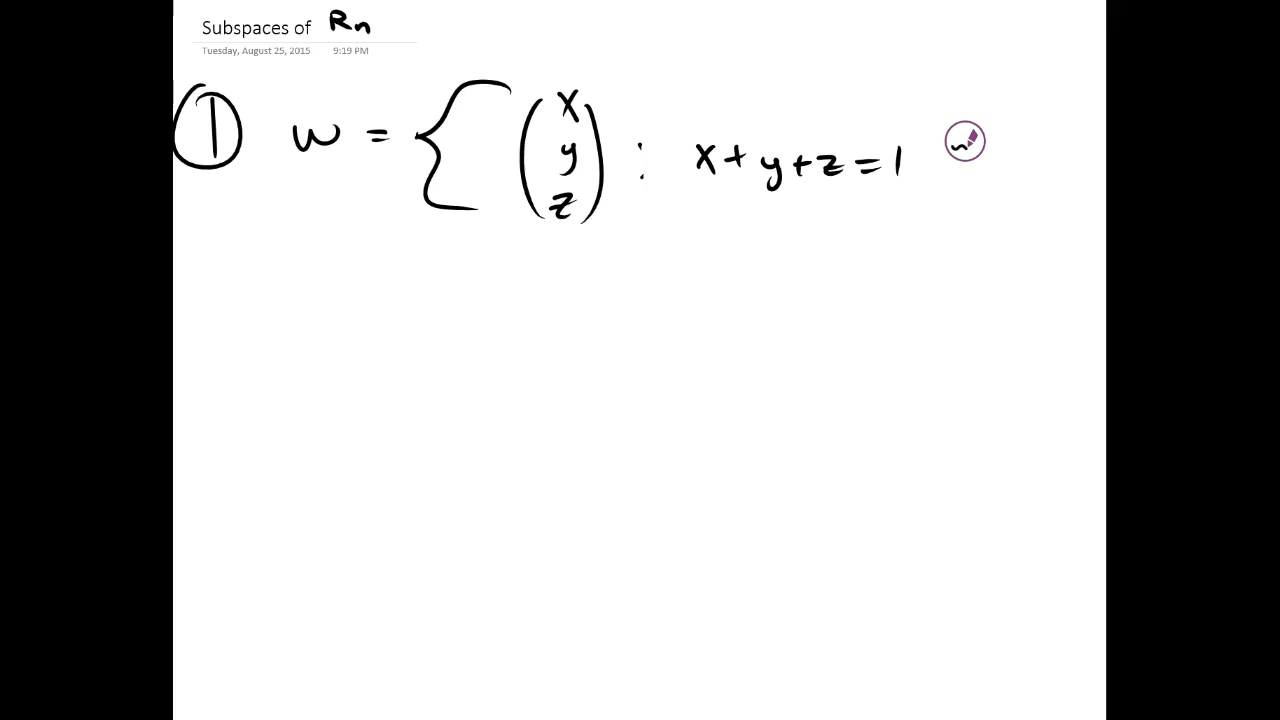 Subspaces of Rn
Tuesday, August 25, 2015 9:19 PM
① w = { (x y z) : x + y + z = 1